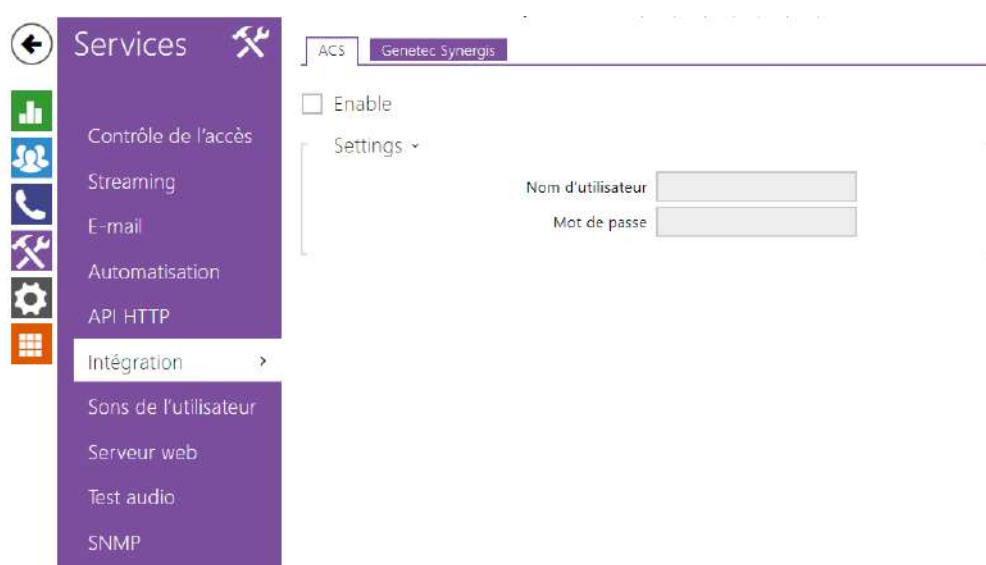 Services
Contrôle de l'accès
Streaming
E-mail
Automatisation
API HTTP
Intégration
Sons de l'utilisateur
Serveur web
Test audio
SNMP
ACS
Genetec Synergis
Enable
Settings
Nom d'utilisateur
Mot de passe